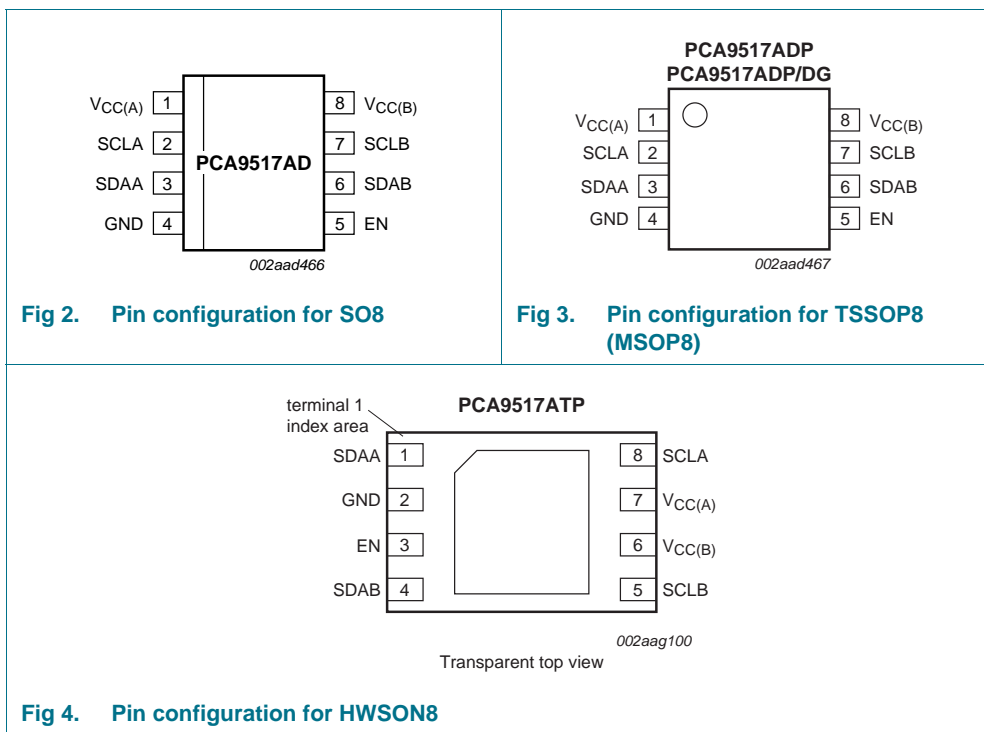 PCA9517AD
VCC(A) 1
8 VCC(B)
SCLA 2
7 SCLB
SDAA 3
6 SDAB
GND 4
5 EN
002aad466
Fig 2. Pin configuration for SO8
PCA9517ADP
PCA9517ADP/DG
VCC(A) 1
8 VCC(B)
SCLA 2
7 SCLB
SDAA 3
6 SDAB
GND 4
5 EN
002aad467
Fig 3. Pin configuration for TSSOP8
(MSOP8)
terminal 1
index area
PCA9517ATP
SDAA 1
8 SCLA
GND 2
7 VCC(A)
EN 3
6 VCC(B)
SDAB 4
5 SCLB
002aag100
Transparent top view
Fig 4. Pin configuration for HWSON8